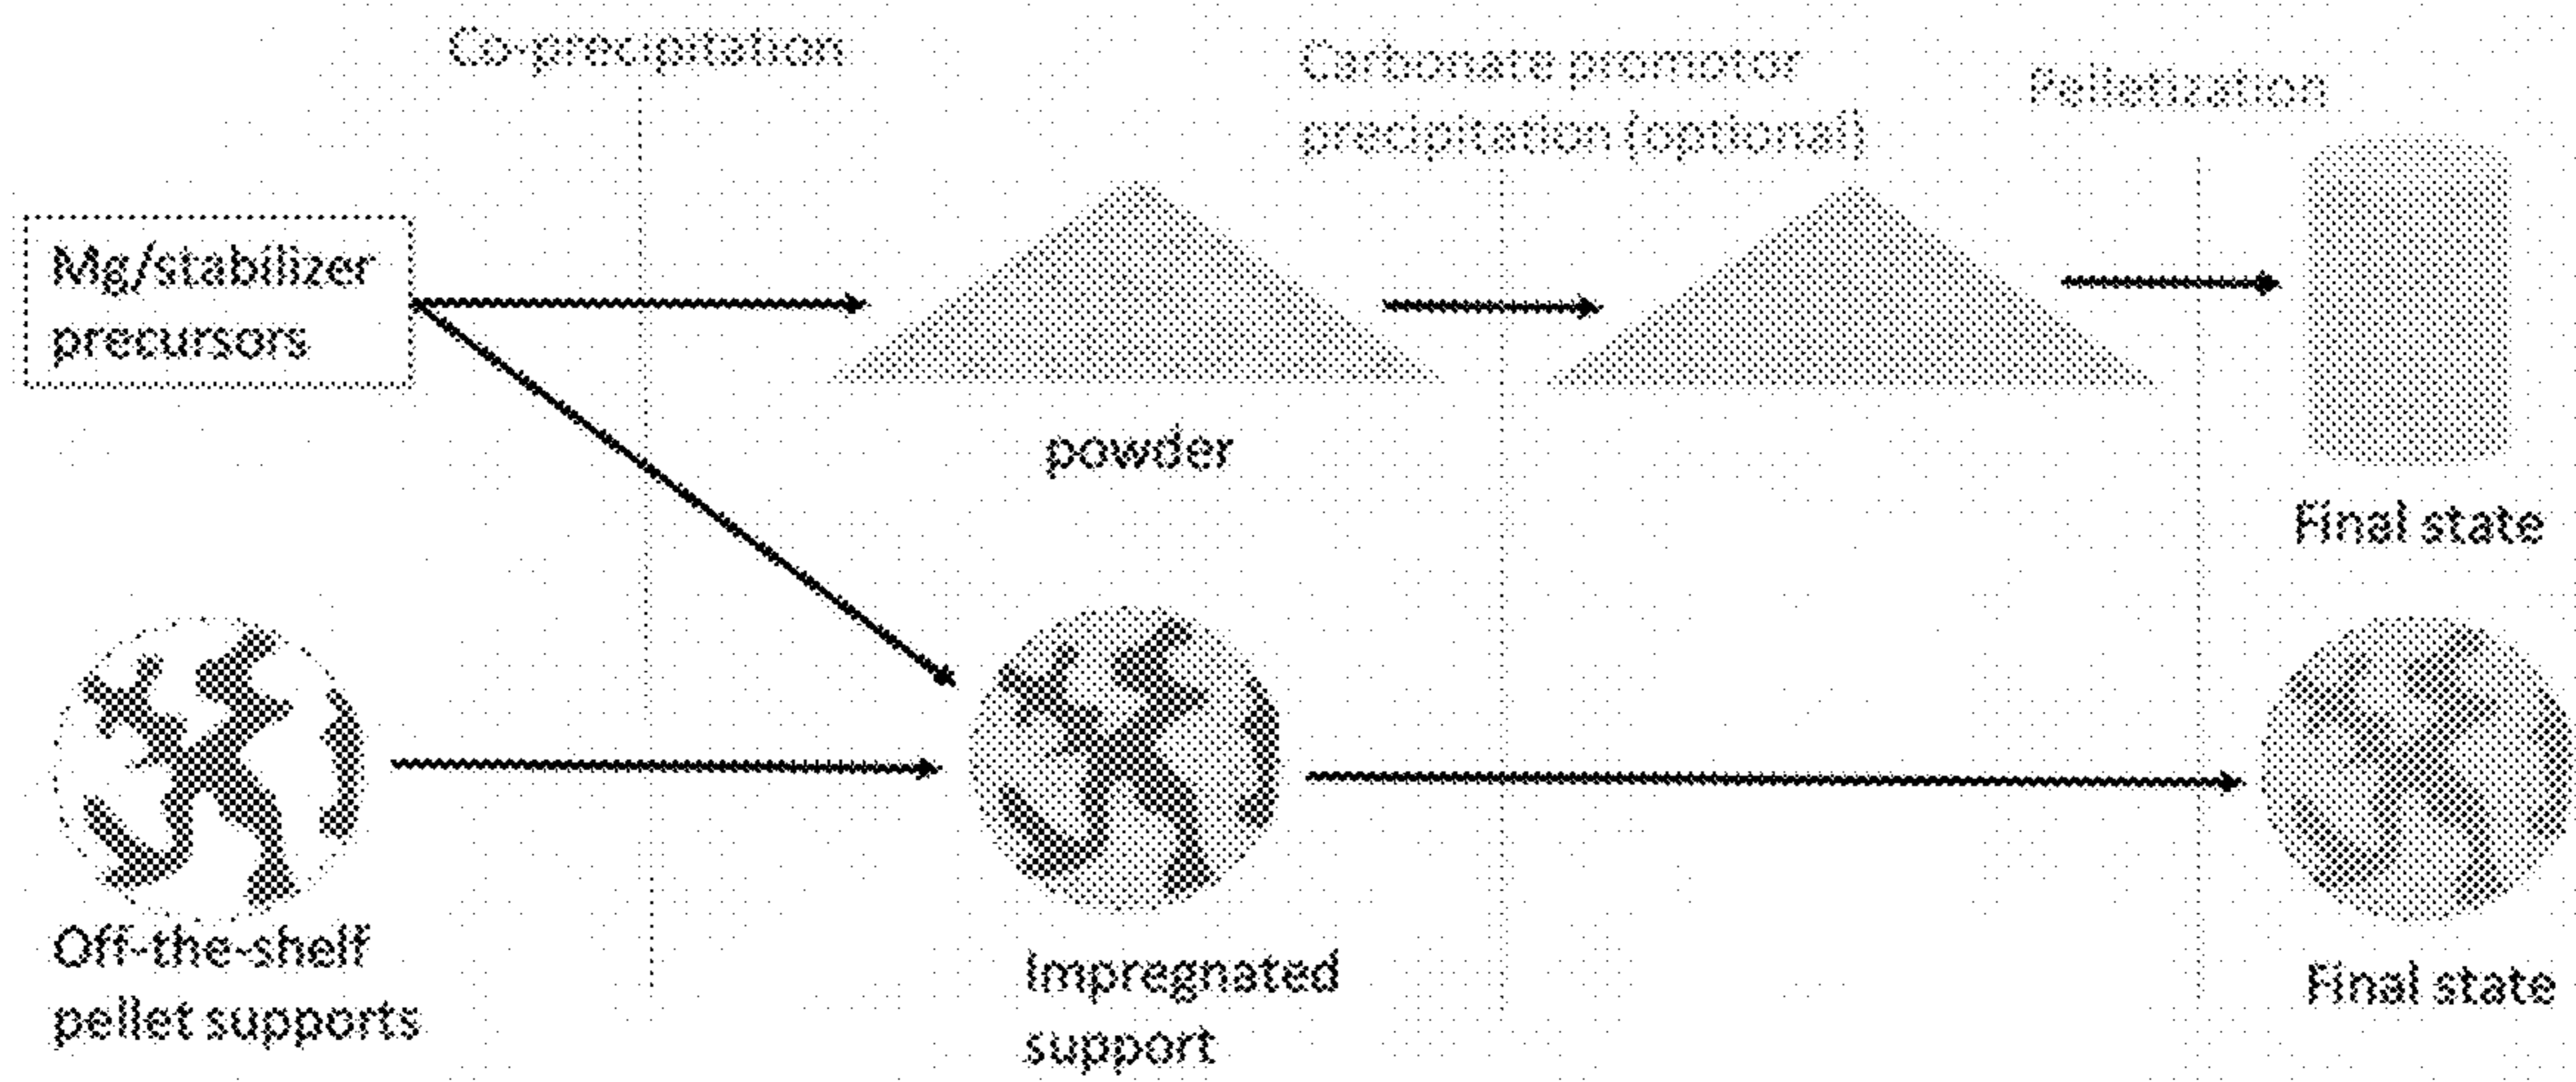 Co-precipitation
Carbonate promotor
precipitation (optional)
Pelletization
Mg/stabilizer
precursors
powder
Final state
Off-the-shelf
pellet supports
Impregnated
support
Final state